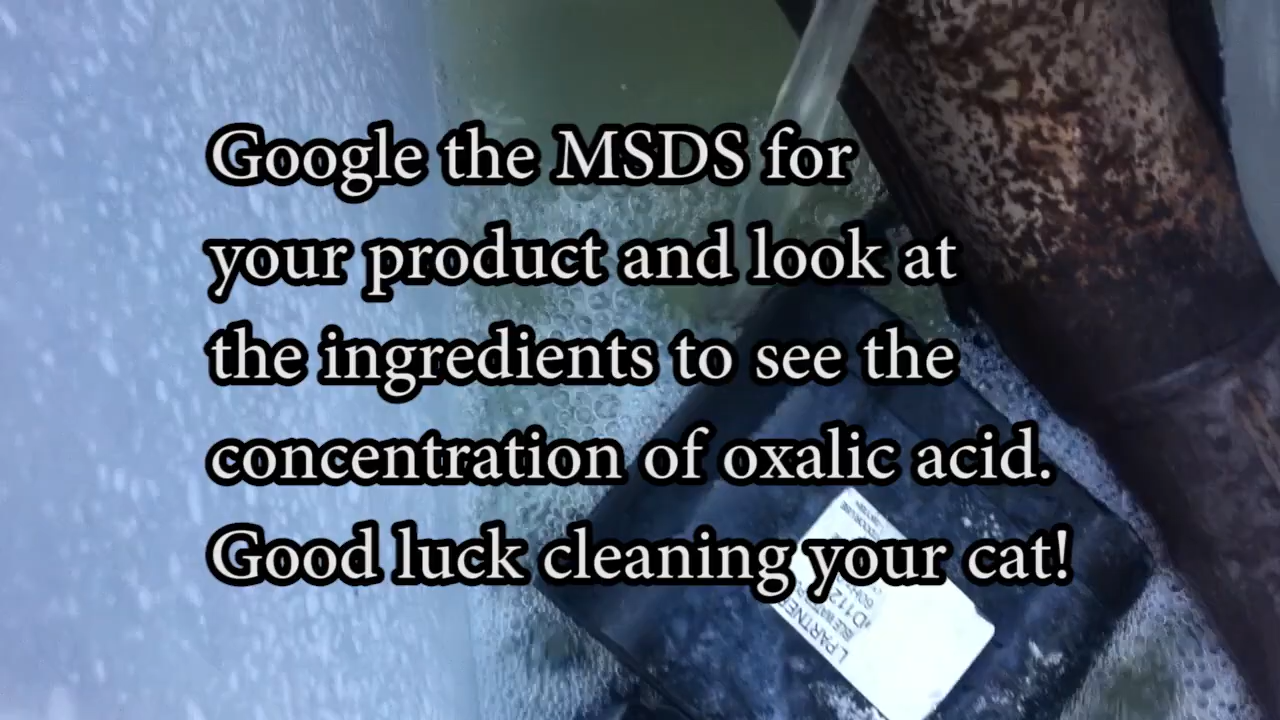 Google the MSDS for
your product and look at
the ingredients to see the
concentration of oxalic acid.
Good luck cleaning your cat!